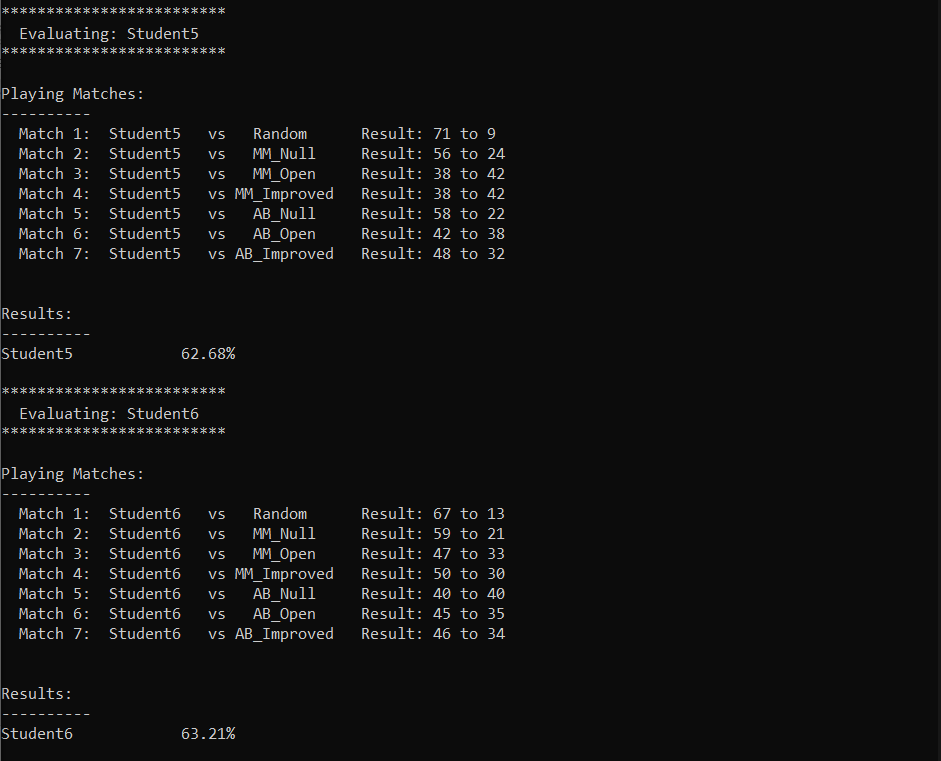 *************************
  Evaluating: Student5
*************************
Playing Matches:
----------
  Match 1:  Student5   vs   Random      Result: 71 to 9
  Match 2:  Student5   vs   MM_Null     Result: 56 to 24
  Match 3:  Student5   vs   MM_Open     Result: 38 to 42
  Match 4:  Student5   vs MM_Improved   Result: 38 to 42
  Match 5:  Student5   vs   AB_Null     Result: 58 to 22
  Match 6:  Student5   vs   AB_Open     Result: 42 to 38
  Match 7:  Student5   vs AB_Improved   Result: 48 to 32
Results:
----------
Student5            62.68%
*************************
  Evaluating: Student6
*************************
Playing Matches:
----------
  Match 1:  Student6   vs   Random      Result: 67 to 13
  Match 2:  Student6   vs   MM_Null     Result: 59 to 21
  Match 3:  Student6   vs   MM_Open     Result: 47 to 33
  Match 4:  Student6   vs MM_Improved   Result: 50 to 30
  Match 5:  Student6   vs   AB_Null     Result: 40 to 40
  Match 6:  Student6   vs   AB_Open     Result: 45 to 35
  Match 7:  Student6   vs AB_Improved   Result: 46 to 34
Results:
----------
Student6            63.21%